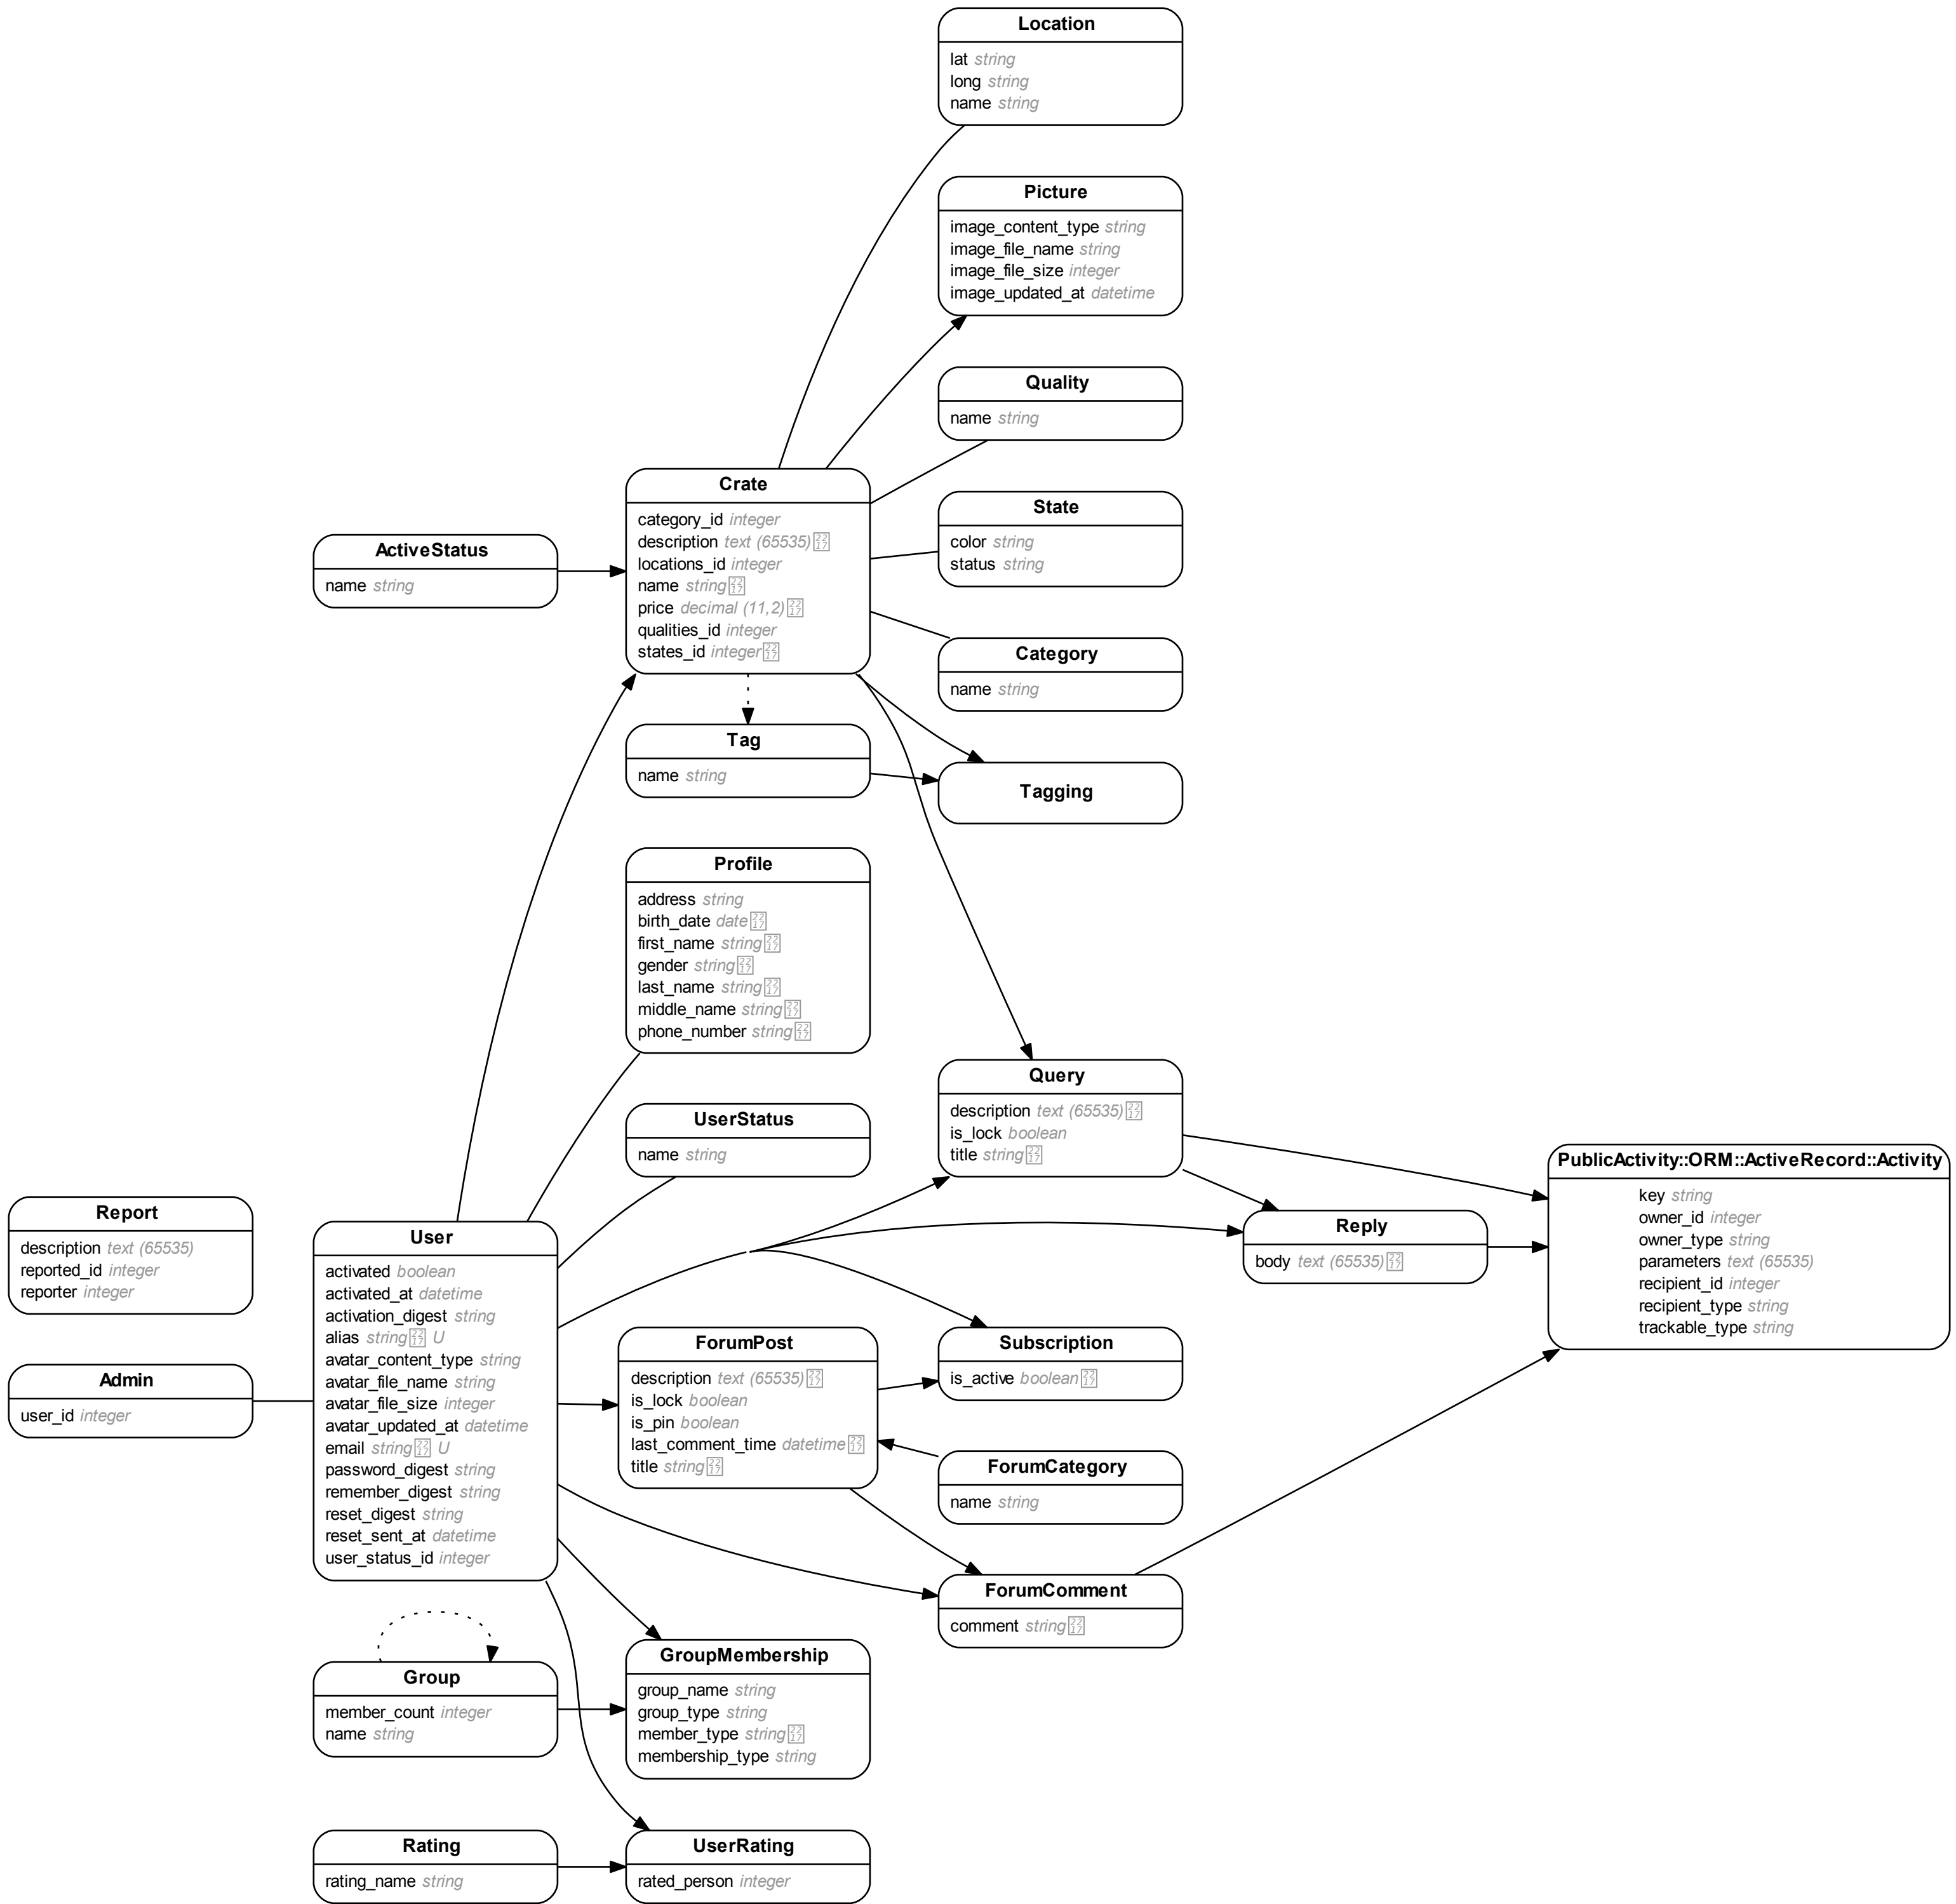 Location
lat string
long string
name string
Picture
image_content_type string
image_file_name string
image_file_size integer
image_updated_at datetime
Quality
name string
Crate
category_id integer
description text (65535)∗
locations_id integer
name string∗
price decimal (11,2)∗
qualities_id integer
states_id integer∗
State
color string
status string
ActiveStatus
name string
Category
name string
Tag
name string
Tagging
Profile
address string
birth_date date∗
first_name string∗
gender string∗
last_name string∗
middle_name string∗
phone_number string∗
Query
description text (65535)∗
is_lock boolean
title string∗
UserStatus
name string
PublicActivity::ORM::ActiveRecord::Activity
key string
owner_id integer
owner_type string
parameters text (65535)
recipient_id integer
recipient_type string
trackable_type string
Report
description text (65535)
reported_id integer
reporter integer
Reply
body text (65535)∗
User
activated boolean
activated_at datetime
activation_digest string
alias string∗ U
avatar_content_type string
avatar_file_name string
avatar_file_size integer
avatar_updated_at datetime
email string∗ U
password_digest string
remember_digest string
reset_digest string
reset_sent_at datetime
user_status_id integer
ForumPost
description text (65535)∗
is_lock boolean
is_pin boolean
last_comment_time datetime∗
title string∗
Subscription
is_active boolean∗
Admin
user_id integer
ForumCategory
name string
ForumComment
comment string∗
GroupMembership
group_name string
group_type string
member_type string∗
membership_type string
Group
member_count integer
name string
Rating
rating_name string
UserRating
rated_person integer